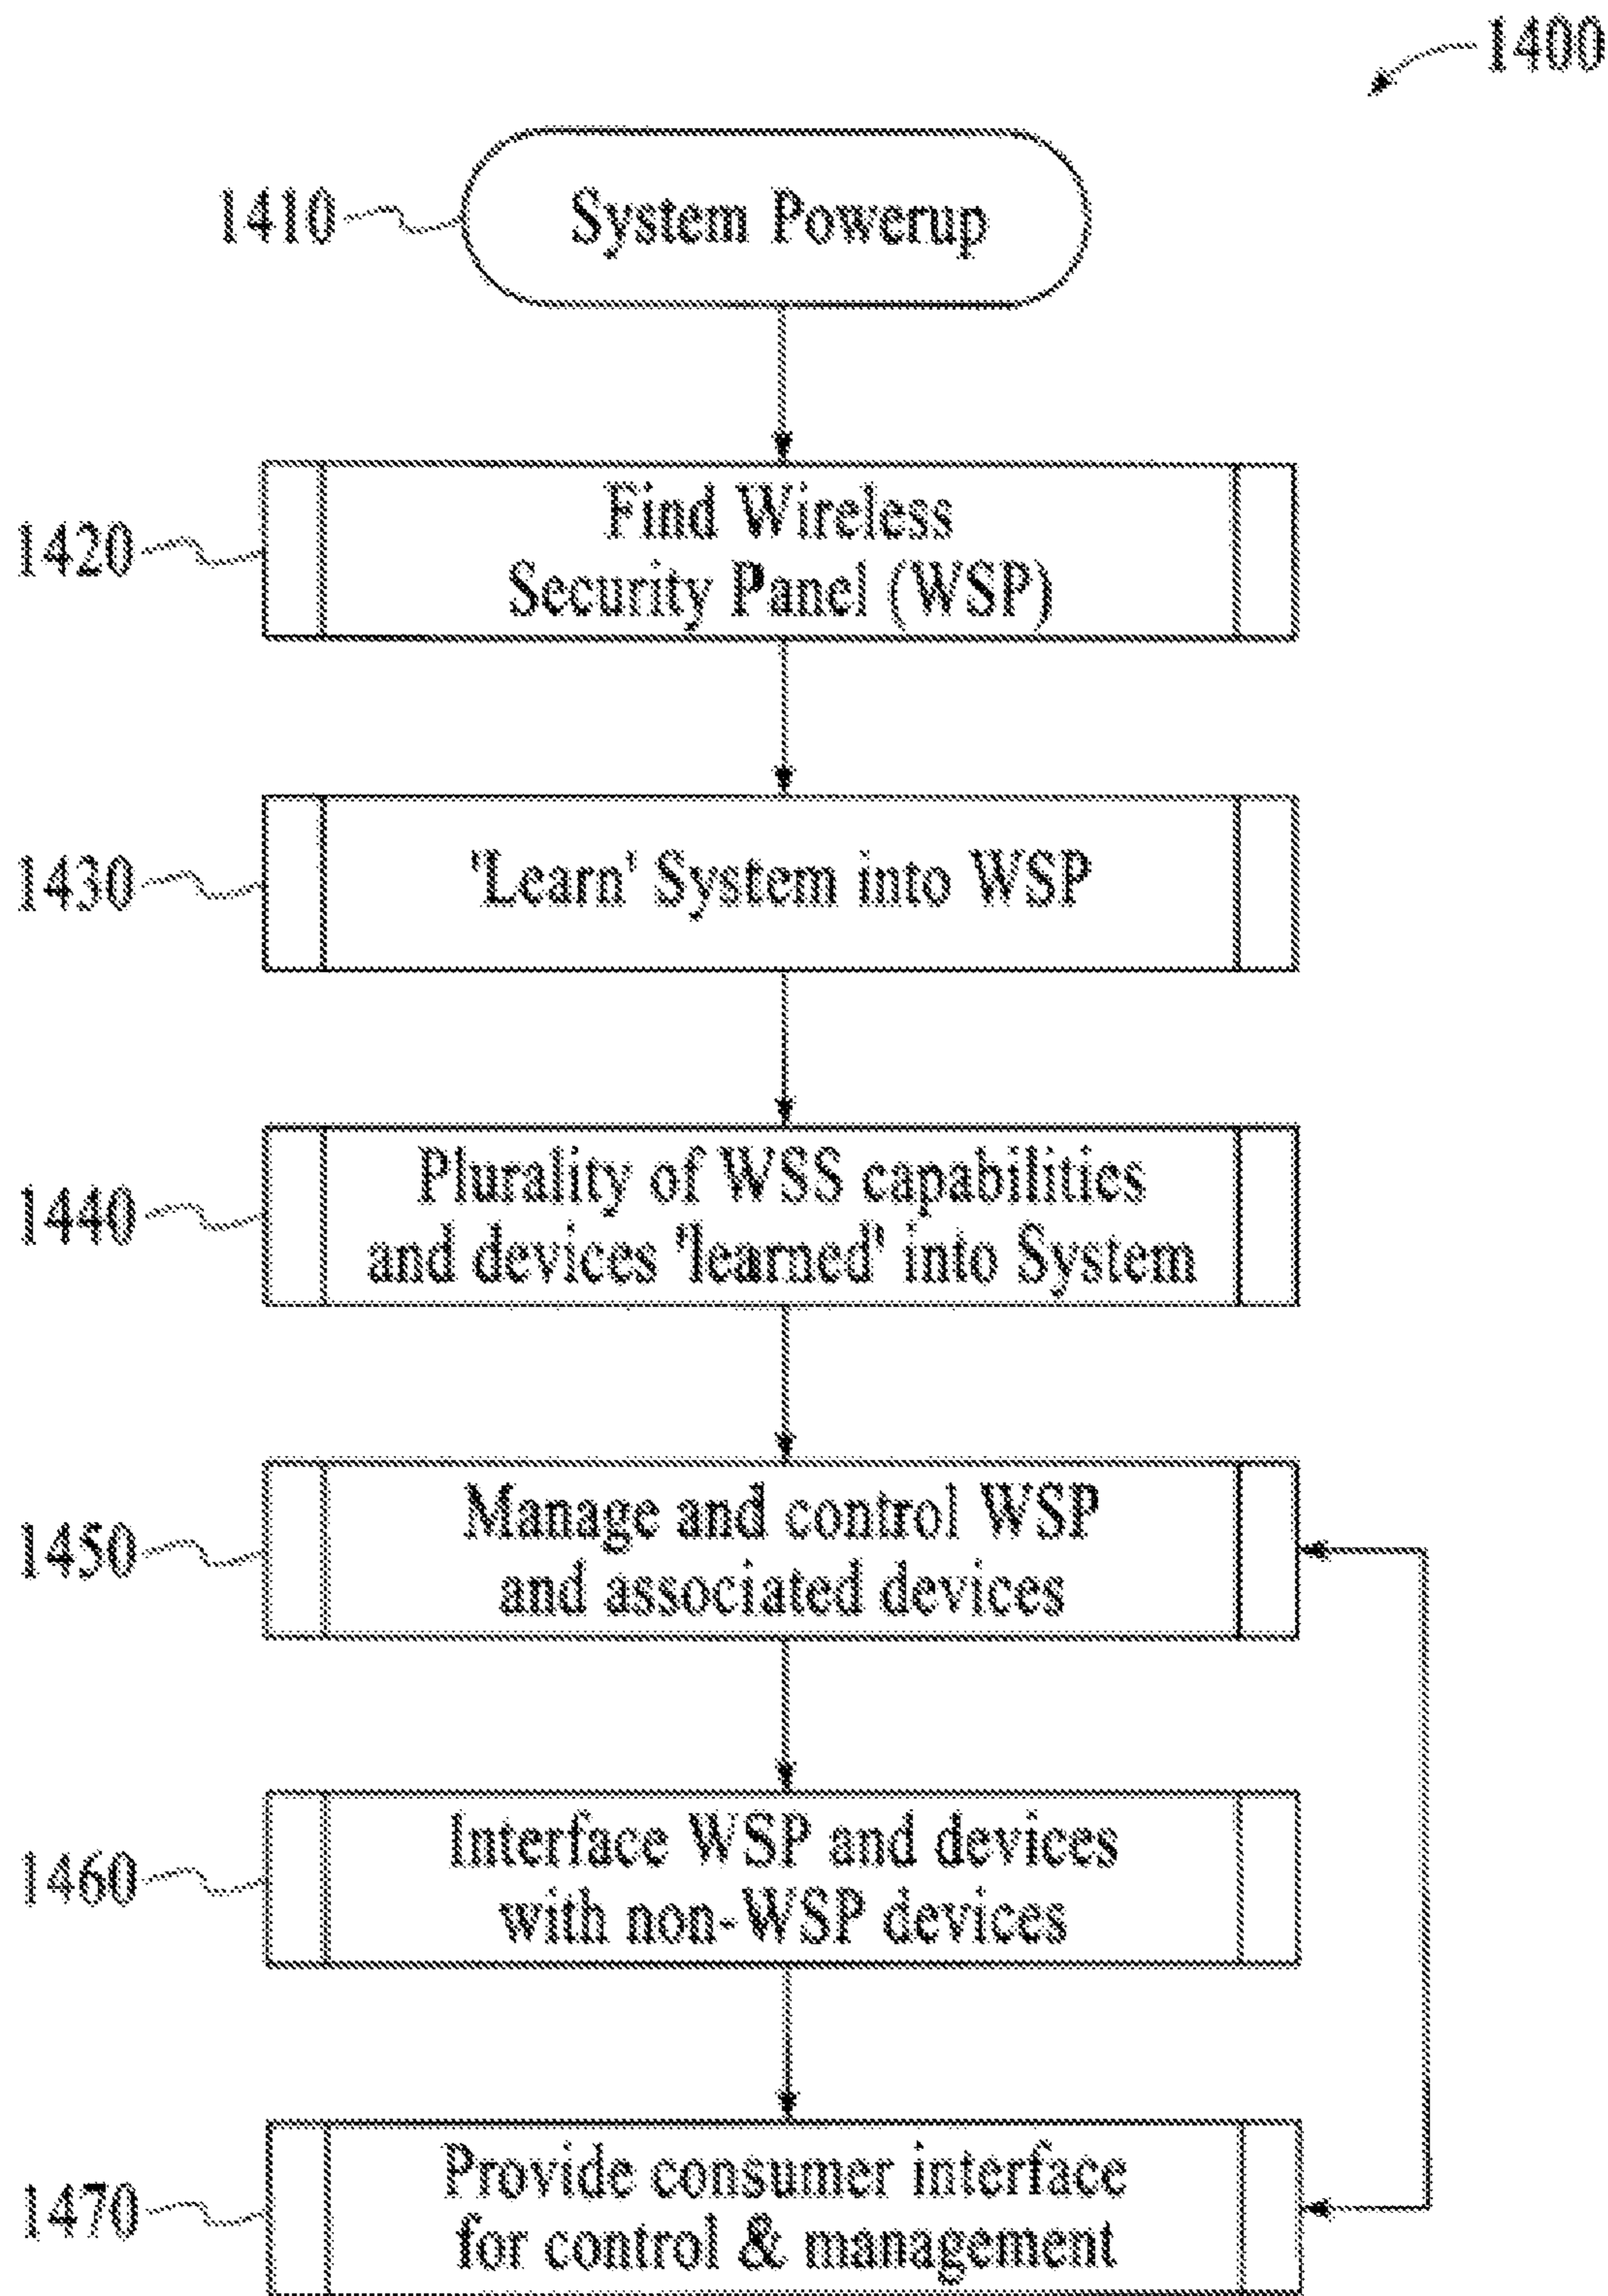 1400
1410
System Powerup
1420
Find Wireless
Security Panel (WSP)
1430
'Learn' System into WSP
1440
Plurality of WSS capabilities
and devices 'learned' into System
1450
Manage and control WSP
and associated devices
1460
Interface WSP and devices
with non-WSP devices
1470
Provide consumer interface
for control & management